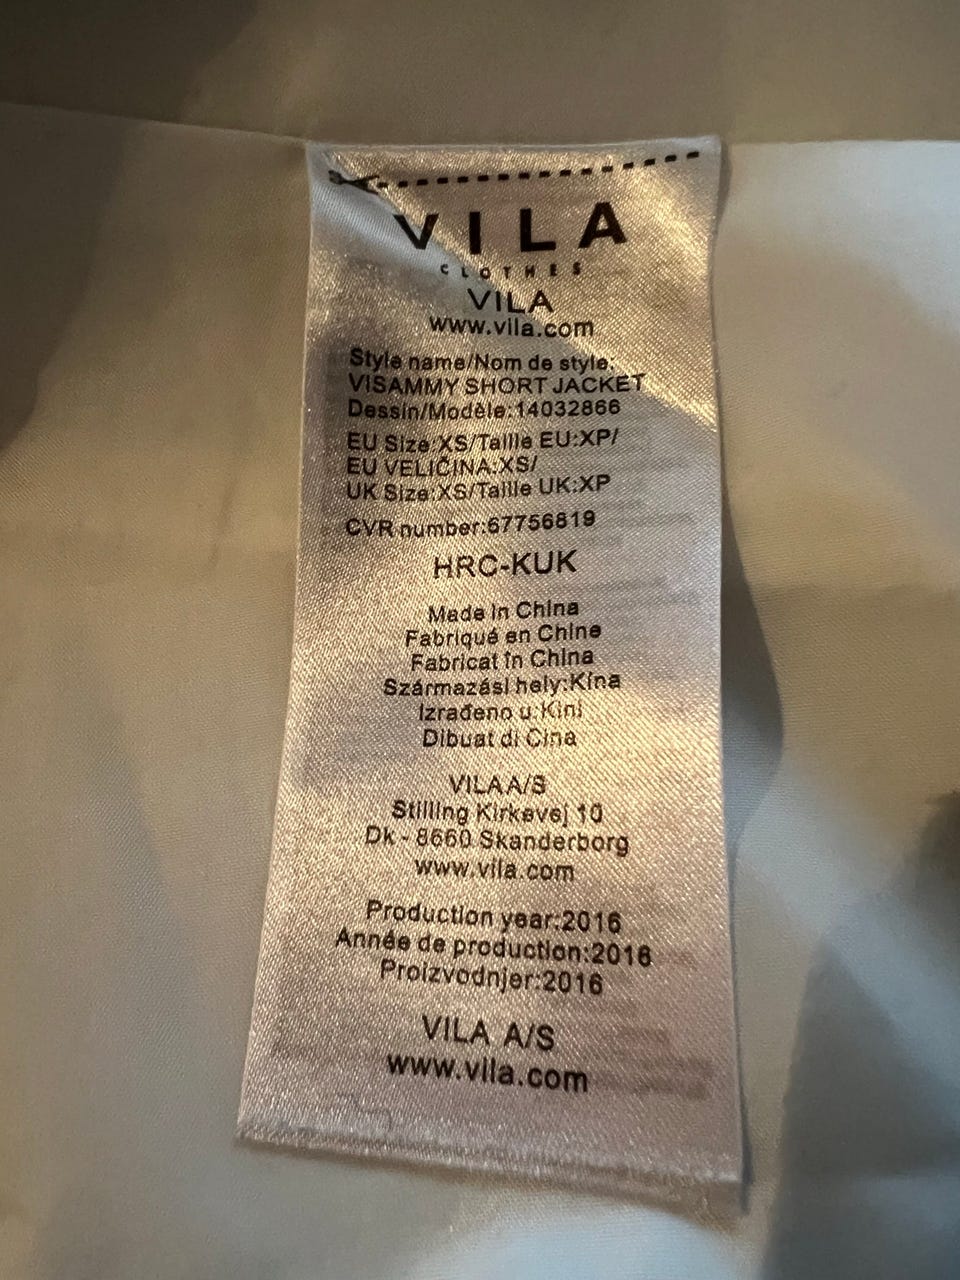 VILA
CLOTHES
VILA
www.vila.com
Style name/Nom de style:
VISAMMY SHORT JACKET
Dessin/Modèle:14032866
EU Size:XS/Taille EU:XP/
EU VELIČINA:XS/
UK Size:XS/Taille UK:XP
CVR number:67756819
HRC-KUK
Made in China
Fabriqué en Chine
Fabricat în China
Származási hely:Kína
Izrađeno u:Kini
Dibuat di Cina
VILA A/S
Stilling Kirkevej 10
Dk - 8660 Skanderborg
www.vila.com
Production year:2016
Année de production:2016
Proizvodnjer:2016
VILA A/S
www.vila.com